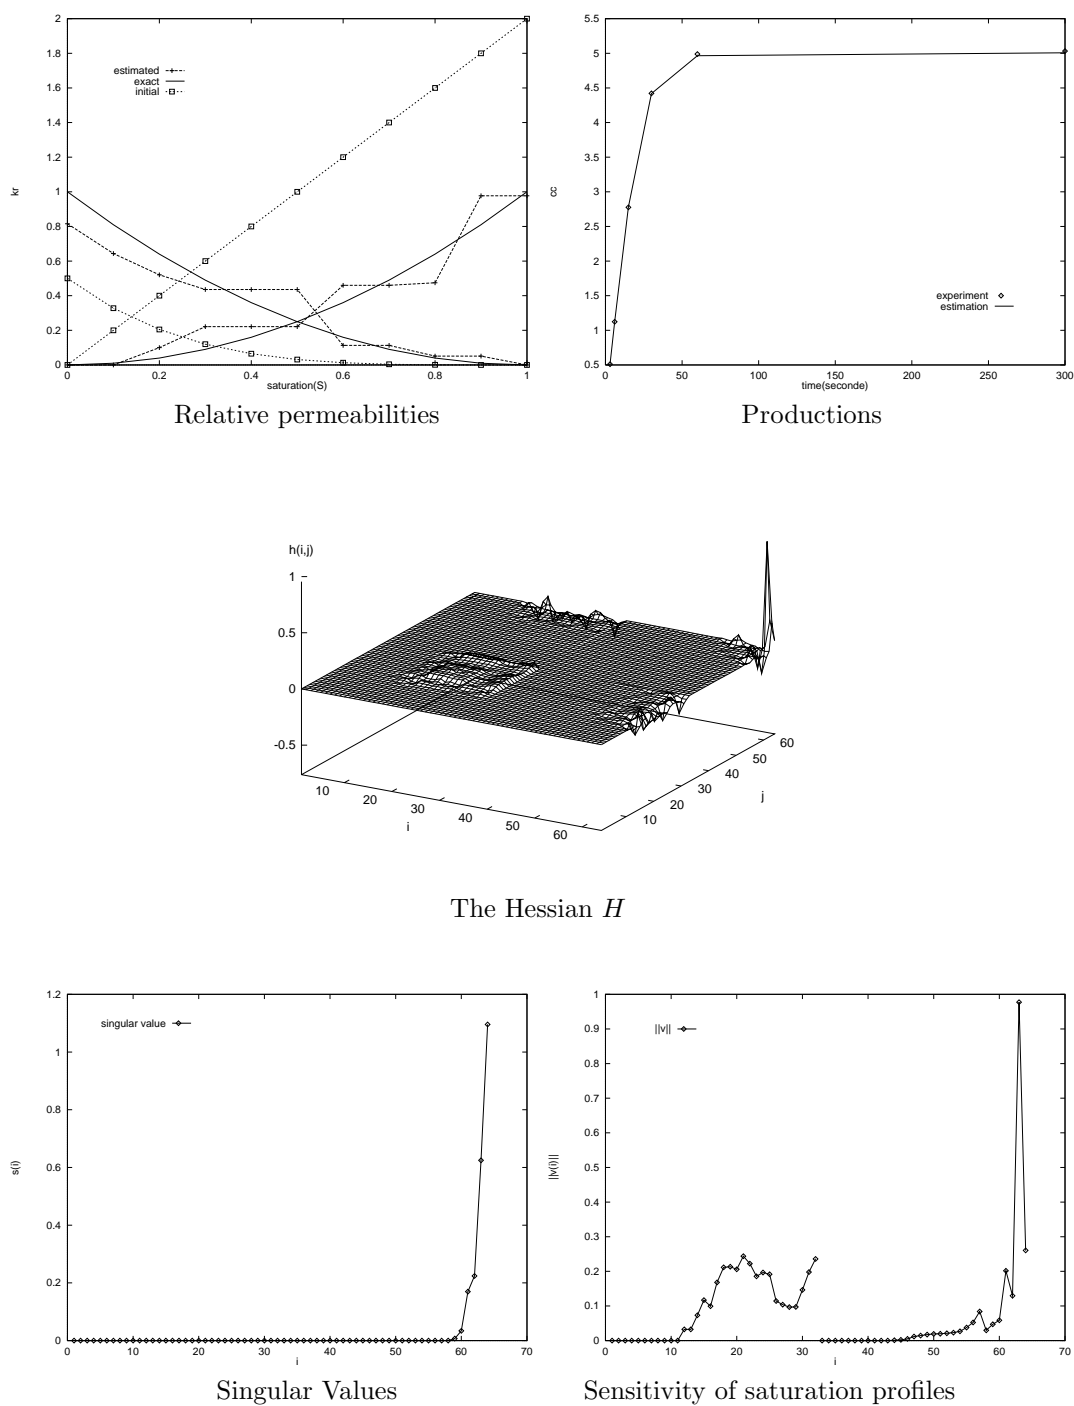 2
1.8
1.6
1.4
1.2
1
0.8
0.6
0.4
0.2
0
kr
estimated
exact
initial
0 0.2 0.4 0.6 0.8 1
saturation(S)
Relative permeabilities
5.5
5
4.5
4
3.5
3
2.5
2
1.5
1
0.5
cc
experiment
estimation
0 50 100 150 200 250 300
time(seconde)
Productions
h(i,j)
1
0.5
0
-0.5
10 20 30 40 50 60
i
10 20 30 40 50 60
j
The Hessian H
1.2
1
0.8
0.6
0.4
0.2
0
s(i)
singular value
0 10 20 30 40 50 60 70
i
Singular Values
1
0.9
0.8
0.7
0.6
0.5
0.4
0.3
0.2
0.1
0
||v(i)||
||v||
0 10 20 30 40 50 60 70
i
Sensitivity of saturation profiles